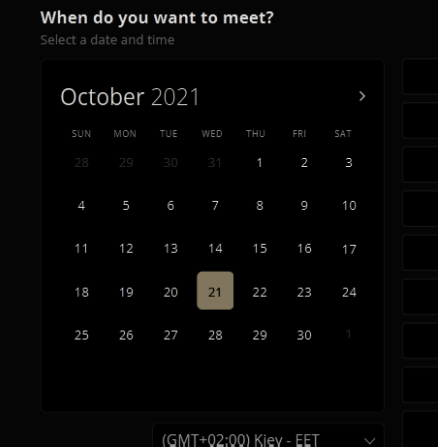 When do you want to meet?
Select a date and time
October 2021
SUN MON TUE WED THU FRI SAT
28 29 30 31 1 2 3
4 5 6 7 8 9 10
11 12 13 14 15 16 17
18 19 20 21 22 23 24
25 26 27 28 29 30 1
(GMT+02:00) Kiev - EET